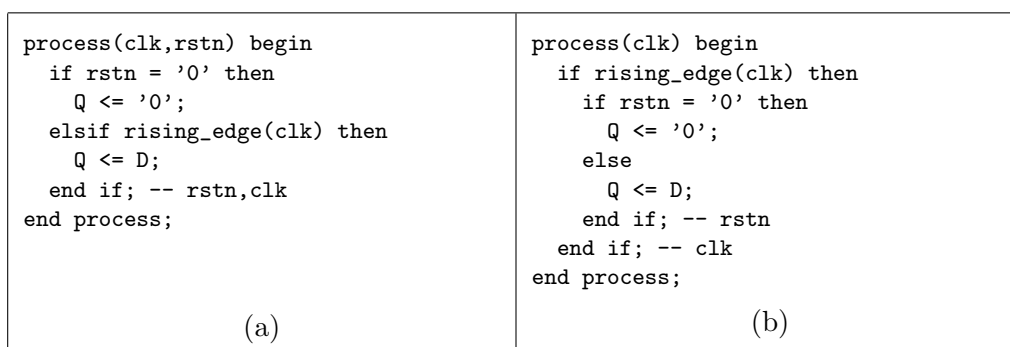 process(clk,rstn) begin
  if rstn = '0' then
    Q <= '0';
  elsif rising_edge(clk) then
    Q <= D;
  end if; -- rstn,clk
end process;
(a)
process(clk) begin
  if rising_edge(clk) then
    if rstn = '0' then
      Q <= '0';
    else
      Q <= D;
    end if; -- rstn
  end if; -- clk
end process;
(b)